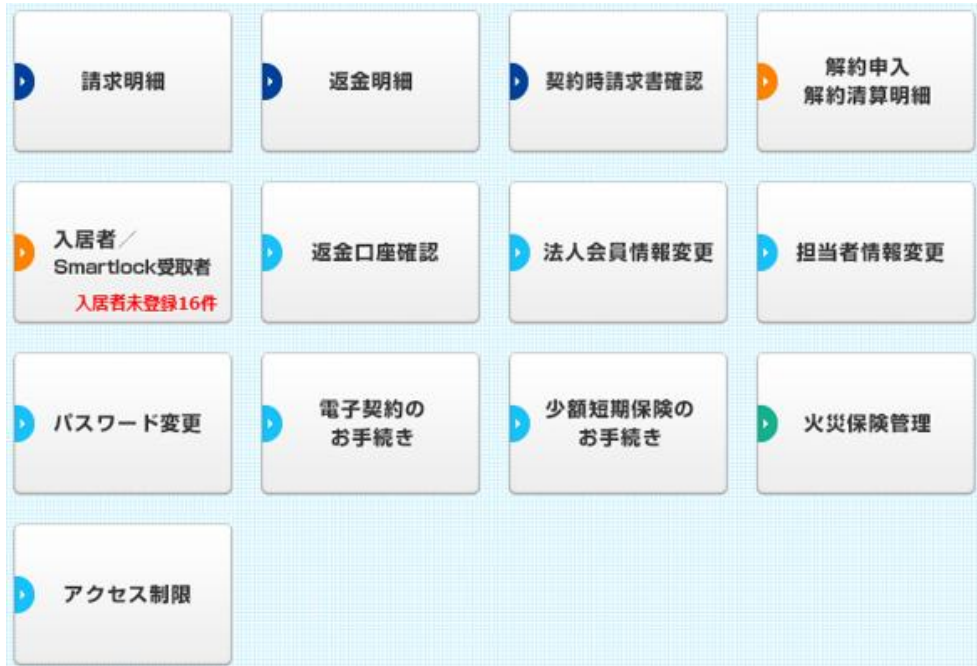 請求明細
返金明細
契約時請求書確認
解約申入
解約清算明細
入居者／
Smartlock受取者
入居者未登録16件
返金口座確認
法人会員情報変更
担当者情報変更
パスワード変更
電子契約の
お手続き
少額短期保険の
お手続き
火災保険管理
アクセス制限